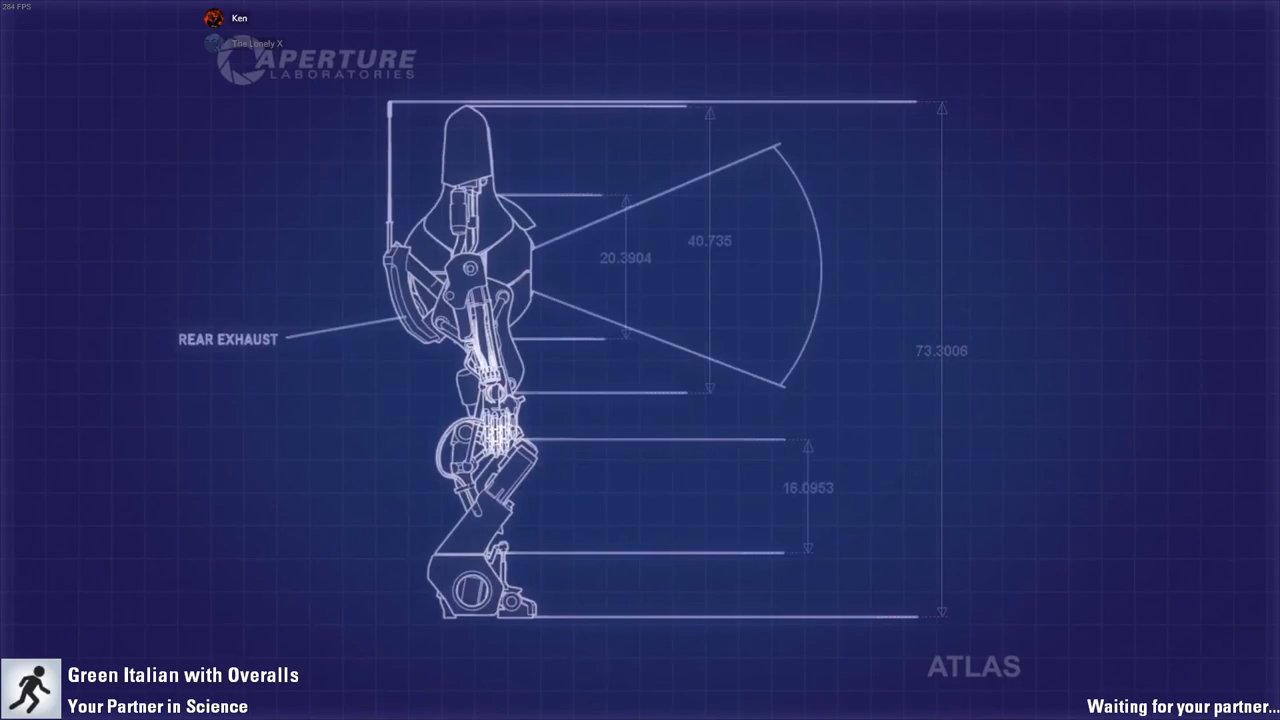 284 FPS
Ken
The Lonely X
APERTURE
LABORATORIES
40.735
20.3904
REAR EXHAUST
73.3006
16.0953
ATLAS
Green Italian with Overalls
Your Partner in Science
Waiting for your partner...